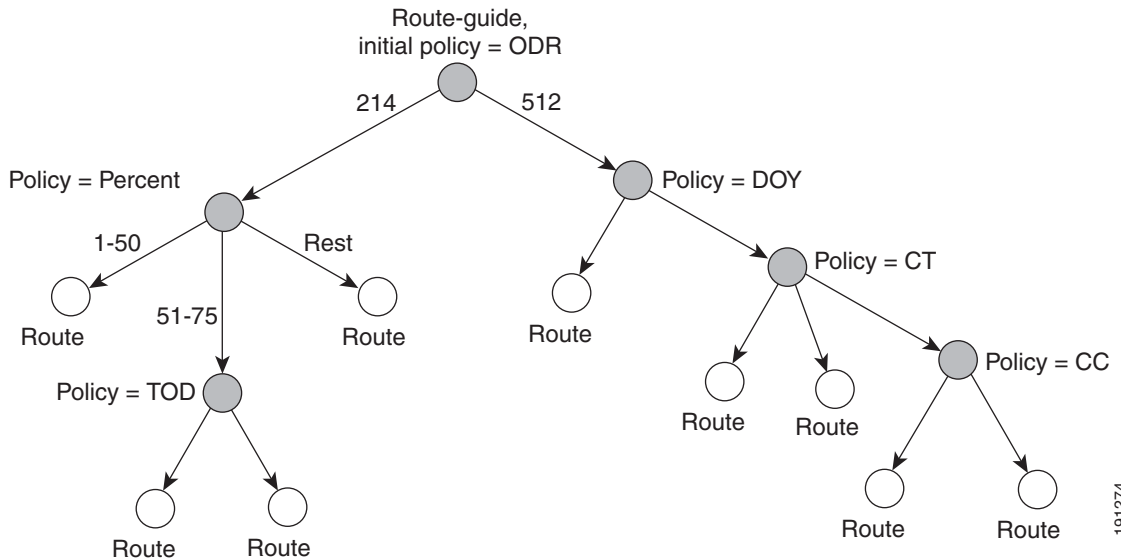 Route-guide,
initial policy = ODR
214
512
Policy = Percent
Policy = DOY
1-50
Rest
Policy = CT
51-75
Route
Route
Route
Policy = TOD
Policy = CC
Route
Route
Route
Route
Route
Route
191274